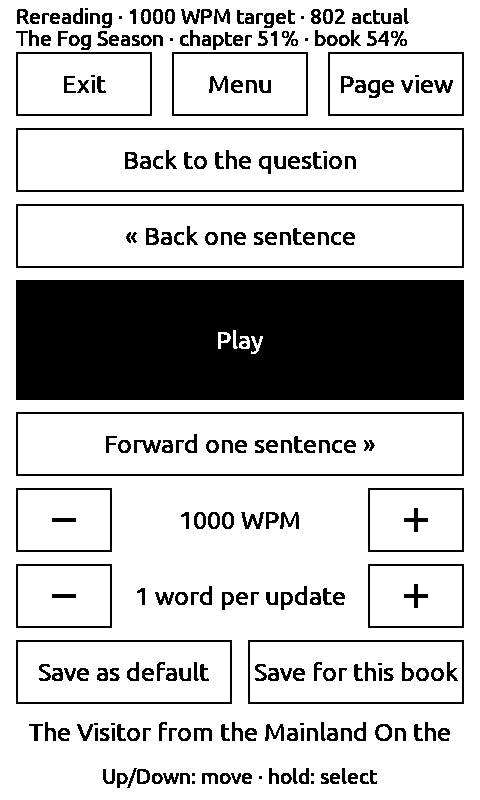 Rereading · 1000 WPM target · 802 actual
The Fog Season · chapter 51% · book 54%
Exit Menu Page view
Back to the question
« Back one sentence
Play
Forward one sentence »
− 1000 WPM +
− 1 word per update +
Save as default Save for this book
The Visitor from the Mainland On the
Up/Down: move · hold: select